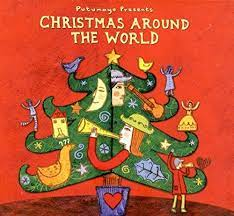 Putumayo Presents
CHRISTMAS AROUND
THE WORLD